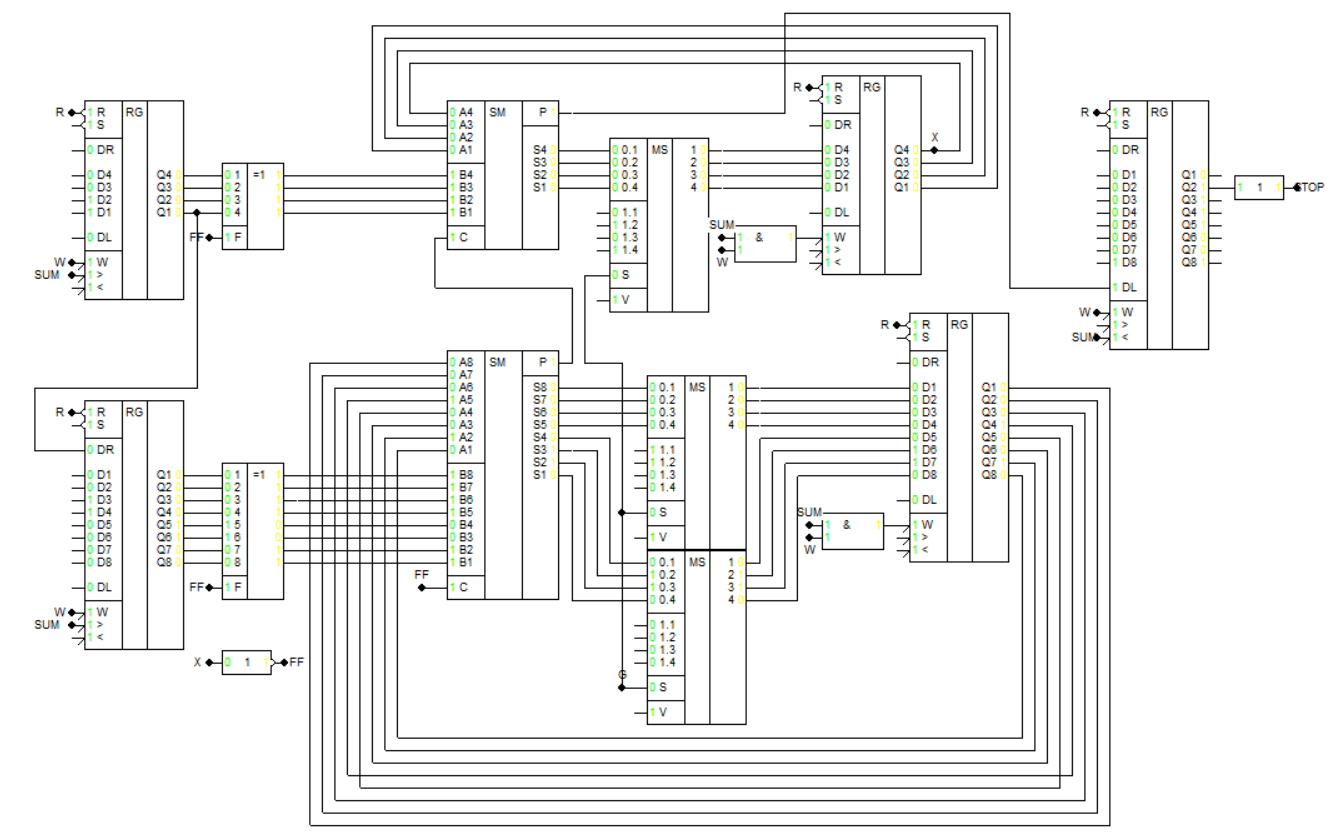 R 1 R RG
1 S
0 DR
0 D4 Q4 0
0 D3 Q3 0
1 D2 Q2 0
1 D1 Q1 0
0 DL
W 1 W
SUM 1 >
1 <
0 1 =1 1
0 2 1
0 3 1
0 4 1
FF 1 F
0 A4 SM P 1
0 A3
0 A2
0 A1 S4 0
S3 0
1 B4 S2 0
1 B3 S1 0
1 B2
1 B1
1 C
0 0.1 MS 1 0
0 0.2 2 0
0 0.3 3 0
0 0.4 4 0
0 1.1
1 1.2
0 1.3
1 1.4
0 S
1 V
SUM 1 & 1
W 1
R 1 R RG
1 S
0 DR
X
0 D4 Q4 0
0 D3 Q3 0
0 D2 Q2 0
0 D1 Q1 0
0 DL
1 W
1 >
1 <
R 1 R RG
1 S
0 DR
D1 Q1
D2 Q2
D3 Q3
D4 Q4
D5 Q5
D6 Q6
D7 Q7
D8 Q8
1 DL
W 1 W
1 >
SUM 1 <
1 1 1 STOP
R 1 R RG
1 S
0 DR
0 D1 Q1 0
0 D2 Q2 0
1 D3 Q3 0
1 D4 Q4 0
0 D5 Q5 1
0 D6 Q6 1
0 D7 Q7 0
0 D8 Q8 0
0 DL
W 1 W
SUM 1 >
1 <
0 1 =1 1
0 2 1
0 3 1
0 4 1
1 5 0
1 6 0
0 7 1
0 8 1
FF 1 F
X 0 1 1 FF
0 A8 SM P 1
0 A7
0 A6 S8 0
1 A5 S7 0
0 A4 S6 0
0 A3 S5 0
1 A2 S4 0
0 A1 S3 1
S2 1
1 B8 S1 0
1 B7
1 B6
1 B5
0 B4
0 B3
1 B2
1 B1
FF 1 C
0 0.1 MS 1 0
0 0.2 2 0
0 0.3 3 0
0 0.4 4 0
1 1.1
1 1.2
0 1.3
0 1.4
0 S
1 V
0 0.1 MS 1 0
1 0.2 2 1
1 0.3 3 1
0 0.4 4 0
0 1.1
0 1.2
0 1.3
0 1.4
G
0 S
1 V
SUM 1 & 1
W 1
R 1 R RG
1 S
0 DR
0 D1 Q1 0
0 D2 Q2 0
0 D3 Q3 0
0 D4 Q4 1
0 D5 Q5 0
1 D6 Q6 0
1 D7 Q7 1
0 D8 Q8 0
0 DL
1 W
1 >
1 <